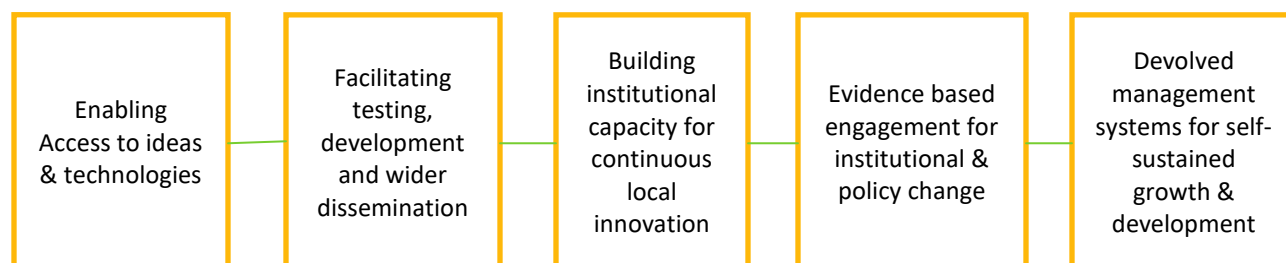 Enabling
Access to ideas
& technologies
Facilitating
testing,
development
and wider
dissemination
Building
institutional
capacity for
continuous
local
innovation
Evidence based
engagement for
institutional &
policy change
Devolved
management
systems for self-
sustained
growth &
development